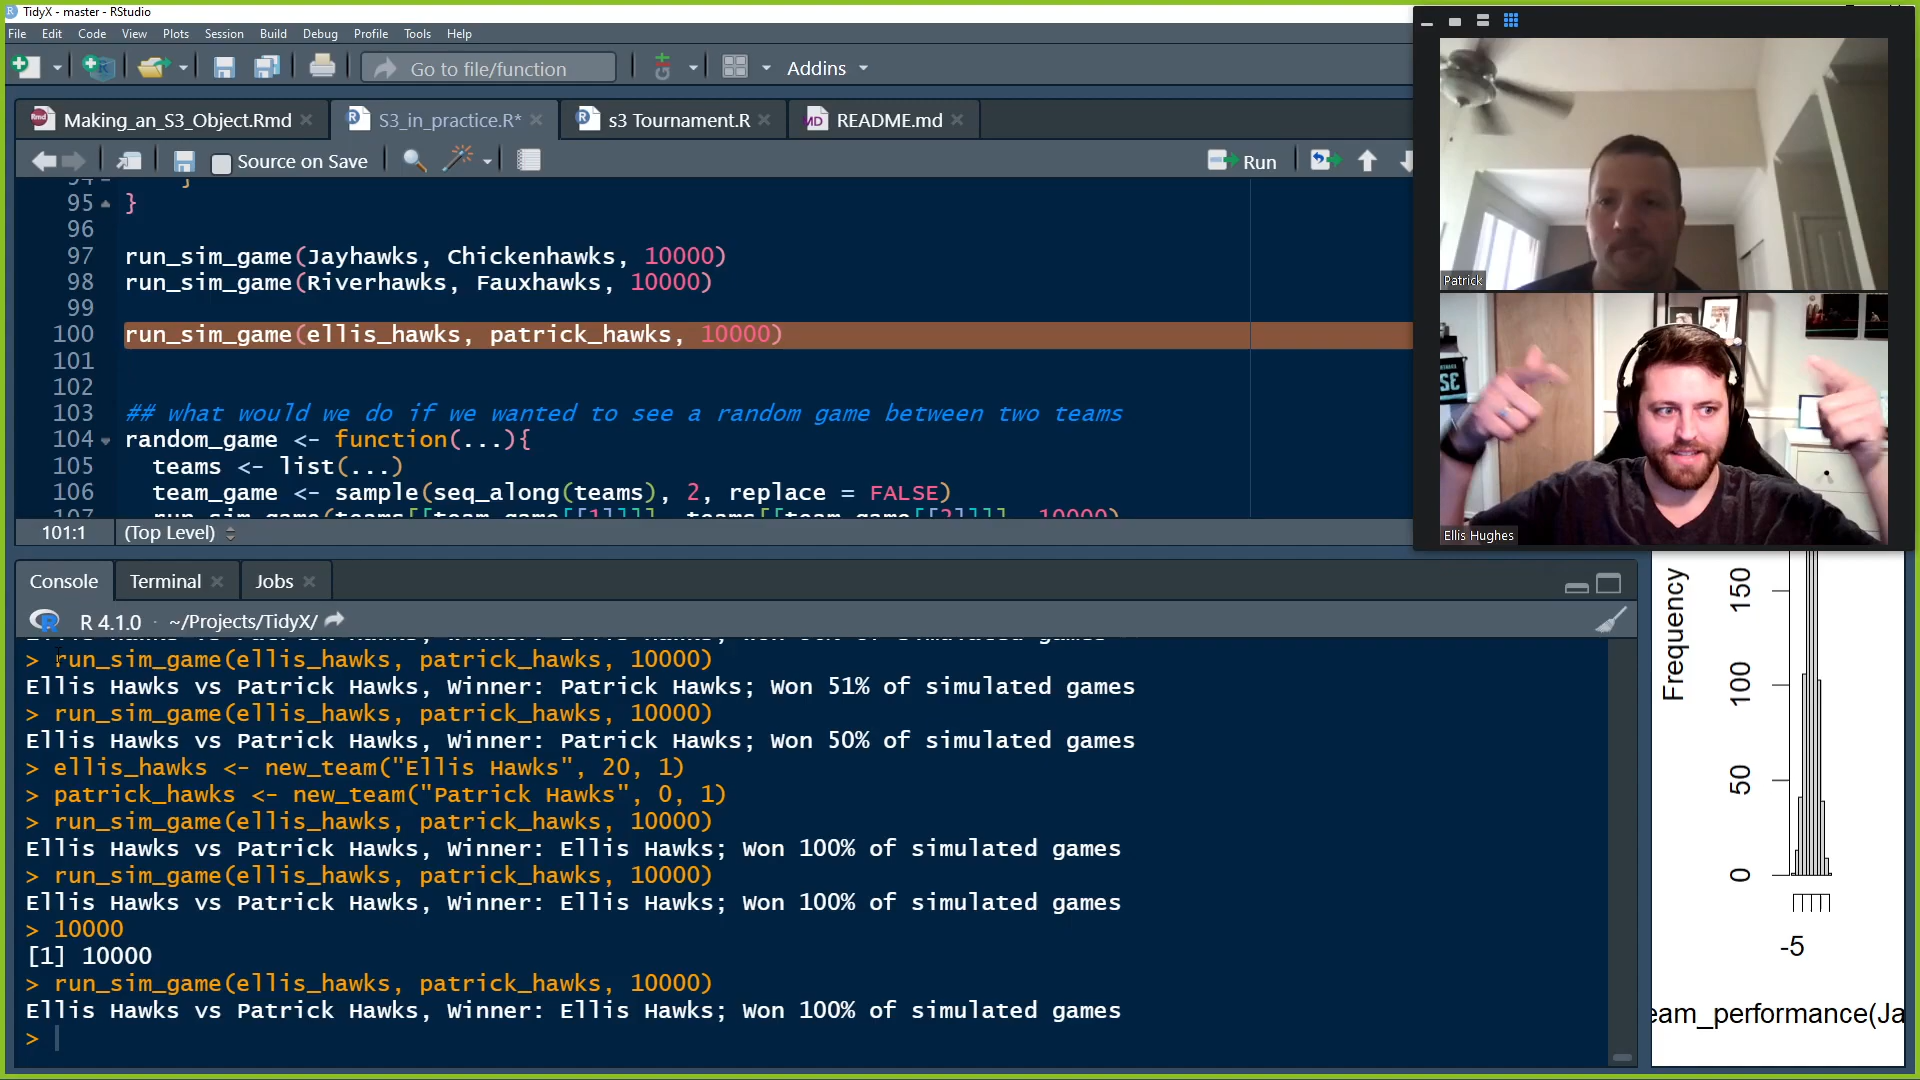 TidyX - master - RStudio
File Edit Code View Plots Session Build Debug Profile Tools Help
Go to file/function Addins
Making_an_S3_Object.Rmd S3_in_practice.R* s3 Tournament.R README.md
Source on Save Run
95 }
96
97 run_sim_game(Jayhawks, Chickenhawks, 10000)
98 run_sim_game(Riverhawks, Fauxhawks, 10000)
99
100 run_sim_game(ellis_hawks, patrick_hawks, 10000)
101
102
103 ## what would we do if we wanted to see a random game between two teams
104 random_game <- function(...){
105 teams <- list(...)
106 team_game <- sample(seq_along(teams), 2, replace = FALSE)
107 run_sim_game(teams[[team_game[[1]]]], teams[[team_game[[2]]]], 10000)
101:1 (Top Level)
Console Terminal Jobs
R 4.1.0 · ~/Projects/TidyX/
> run_sim_game(ellis_hawks, patrick_hawks, 10000)
Ellis Hawks vs Patrick Hawks, Winner: Patrick Hawks; Won 51% of simulated games
> run_sim_game(ellis_hawks, patrick_hawks, 10000)
Ellis Hawks vs Patrick Hawks, Winner: Patrick Hawks; Won 50% of simulated games
> ellis_hawks <- new_team("Ellis Hawks", 20, 1)
> patrick_hawks <- new_team("Patrick Hawks", 0, 1)
> run_sim_game(ellis_hawks, patrick_hawks, 10000)
Ellis Hawks vs Patrick Hawks, Winner: Ellis Hawks; Won 100% of simulated games
> run_sim_game(ellis_hawks, patrick_hawks, 10000)
Ellis Hawks vs Patrick Hawks, Winner: Ellis Hawks; Won 100% of simulated games
> 10000
[1] 10000
> run_sim_game(ellis_hawks, patrick_hawks, 10000)
Ellis Hawks vs Patrick Hawks, Winner: Ellis Hawks; Won 100% of simulated games
>
Patrick
SE
Ellis Hughes
Frequency
150
100
50
0
-5
eam_performance(Ja